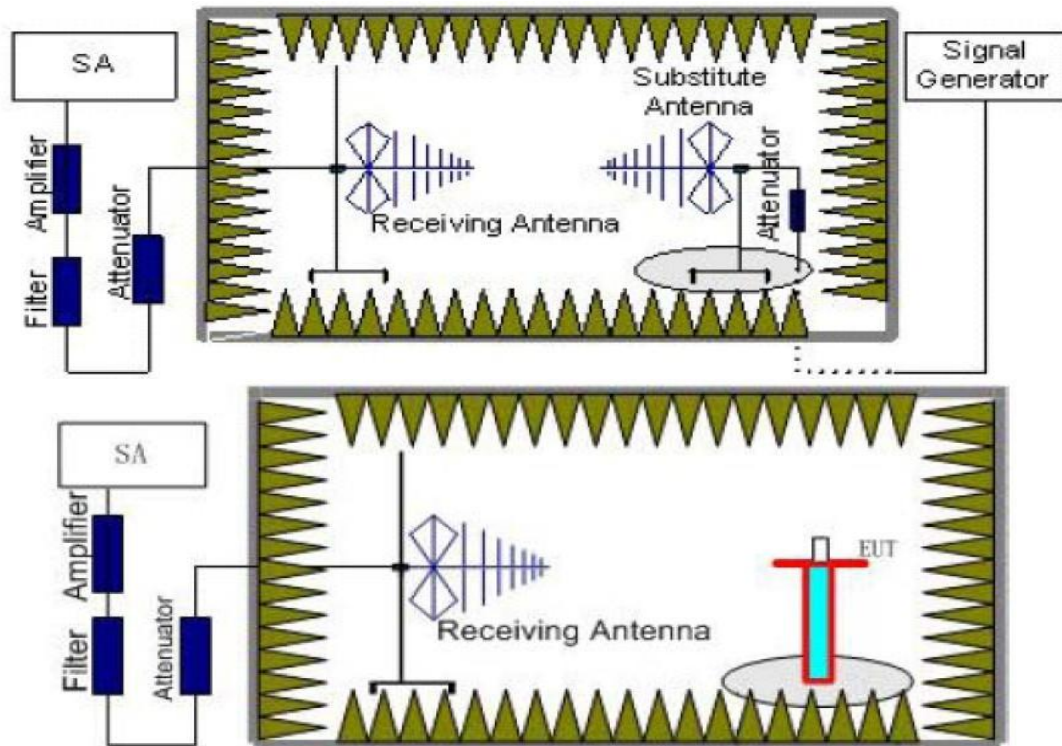 SA
Amplifier
Filter
Attenuator
Receiving Antenna
Substitute
Antenna
Attenuator
Signal
Generator
SA
Amplifier
Filter
Attenuator
Receiving Antenna
EUT